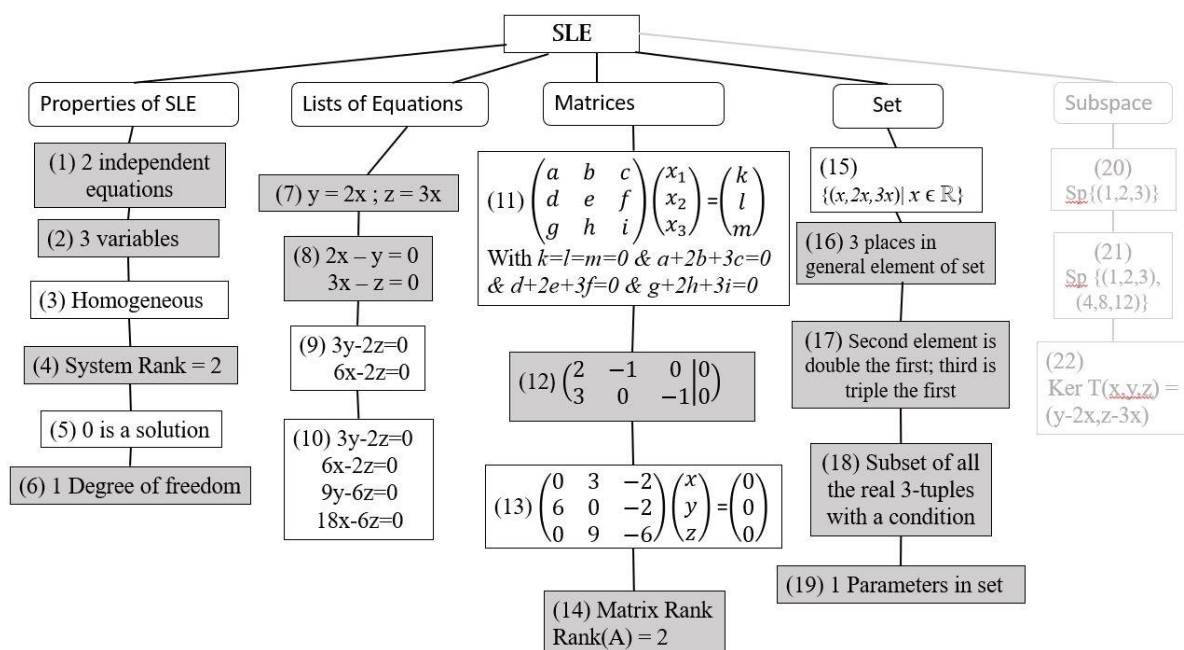 SLE
Properties of SLE
(1) 2 independent
equations
(2) 3 variables
(3) Homogeneous
(4) System Rank = 2
(5) 0 is a solution
(6) 1 Degree of freedom
Lists of Equations
(7) y = 2x ; z = 3x
(8) 2x – y = 0
3x – z = 0
(9) 3y-2z=0
6x-2z=0
(10) 3y-2z=0
6x-2z=0
9y-6z=0
18x-6z=0
Matrices
a b c x₁ k
(11) (d e f) (x₂) = (l)
g h i x₃ m
With k=l=m=0 & a+2b+3c=0
& d+2e+3f=0 & g+2h+3i=0
(12) (2 −1 0|0
3 0 −1|0)
0 3 −2 x 0
(13) (6 0 −2) (y) = (0)
0 9 −6 z 0
(14) Matrix Rank
Rank(A) = 2
Set
(15)
{(x,2x,3x)| x ϵ ℝ}
(16) 3 places in
general element of set
(17) Second element is
double the first; third is
triple the first
(18) Subset of all
the real 3-tuples
with a condition
(19) 1 Parameters in set
Subspace
(20)
Sp{(1,2,3)}
(21)
Sp {(1,2,3),
(4,8,12)}
(22)
Ker T(x,y,z) =
(y-2x,z-3x)